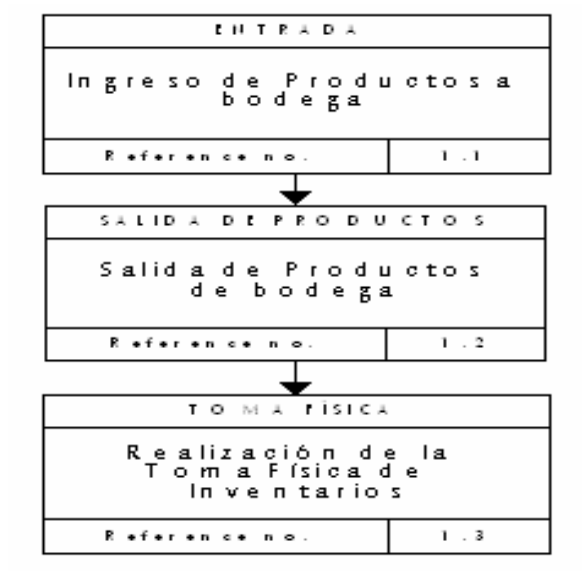 ENTRADA
Ingreso de Productos a
bodega
Reference no. 1.1
SALIDA DE PRODUCTOS
Salida de Productos
de bodega
Reference no. 1.2
TOMA FÍSICA
Realización de la
Toma Física de
Inventarios
Reference no. 1.3